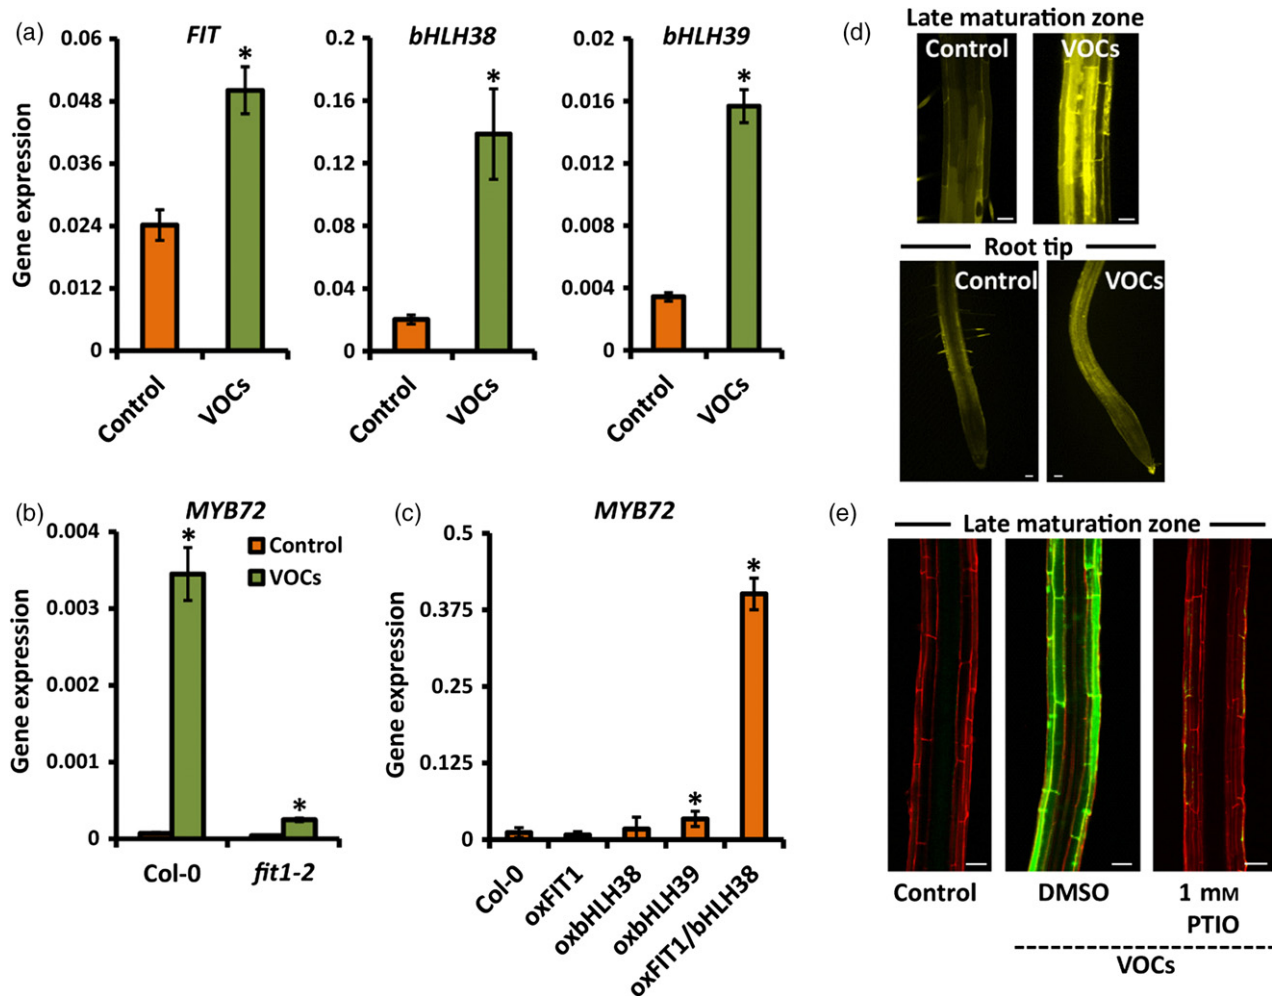 (a)
FIT
bHLH38
bHLH39
Gene expression
0.06
0.048
0.036
0.024
0.012
0
*
Control
VOCs
0.2
0.16
0.12
0.08
0.04
0
*
Control
VOCs
0.02
0.016
0.012
0.008
0.004
0
*
Control
VOCs
(d)
Late maturation zone
Control
VOCs
Root tip
Control
VOCs
(b)
MYB72
Gene expression
0.004
0.003
0.002
0.001
0
*
*
Control
VOCs
Col-0
fit1-2
(c)
MYB72
Gene expression
0.5
0.375
0.25
0.125
0
*
*
Col-0
oxFIT1
oxbHLH38
oxbHLH39
oxFIT1/bHLH38
(e)
Late maturation zone
Control
DMSO
1 mM
PTIO
VOCs